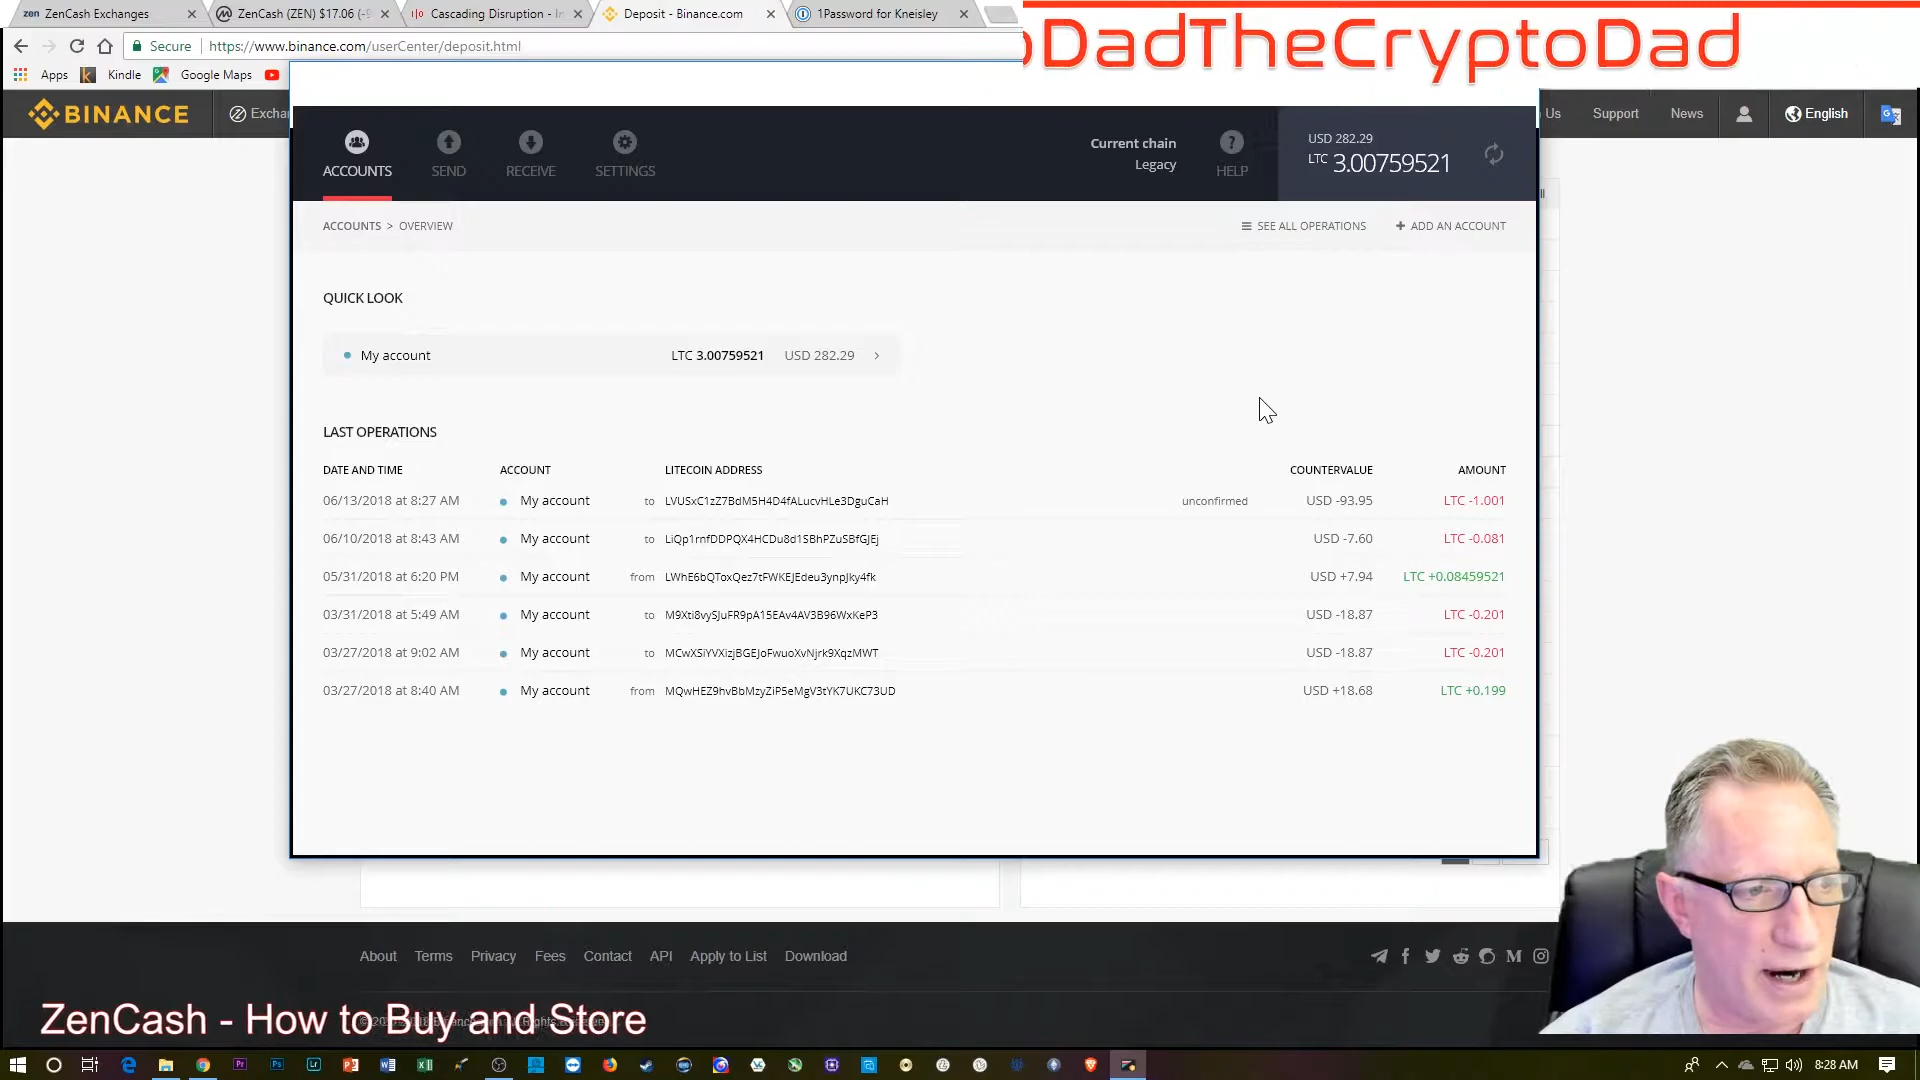 zen ZenCash Exchanges
ZenCash (ZEN) $17.06 (-9
Cascading Disruption - In
Deposit - Binance.com
1Password for Kneisley
oDadTheCryptoDad
Secure https://www.binance.com/userCenter/deposit.html
Apps Kindle Google Maps
BINANCE
Excha
Us Support News English
ACCOUNTS SEND RECEIVE SETTINGS
Current chain
Legacy
HELP
USD 282.29
LTC 3.00759521
ACCOUNTS > OVERVIEW
SEE ALL OPERATIONS
+ ADD AN ACCOUNT
QUICK LOOK
My account LTC 3.00759521 USD 282.29 >
LAST OPERATIONS
DATE AND TIME ACCOUNT LITECOIN ADDRESS COUNTERVALUE AMOUNT
06/13/2018 at 8:27 AM My account to LVUSxC1zZ7BdM5H4D4fALucvHLe3DguCaH unconfirmed USD -93.95 LTC -1.001
06/10/2018 at 8:43 AM My account to LiQp1rnfDDPQX4HCDu8d1SBhPZuSBfGJEj USD -7.60 LTC -0.081
05/31/2018 at 6:20 PM My account from LWhE6bQToxQez7tFWKEJEdeu3ynpJky4fk USD +7.94 LTC +0.08459521
03/31/2018 at 5:49 AM My account to M9Xti8vySJuFR9pA15EAv4AV3B96WxKeP3 USD -18.87 LTC -0.201
03/27/2018 at 9:02 AM My account to MCwXSiYVXizjBGEJoFwuoXvNjrk9XqzMWT USD -18.87 LTC -0.201
03/27/2018 at 8:40 AM My account from MQwHEZ9hvBbMzyZiP5eMgV3tYK7UKC73UD USD +18.68 LTC +0.199
About Terms Privacy Fees Contact API Apply to List Download
ZenCash - How to Buy and Store
8:28 AM